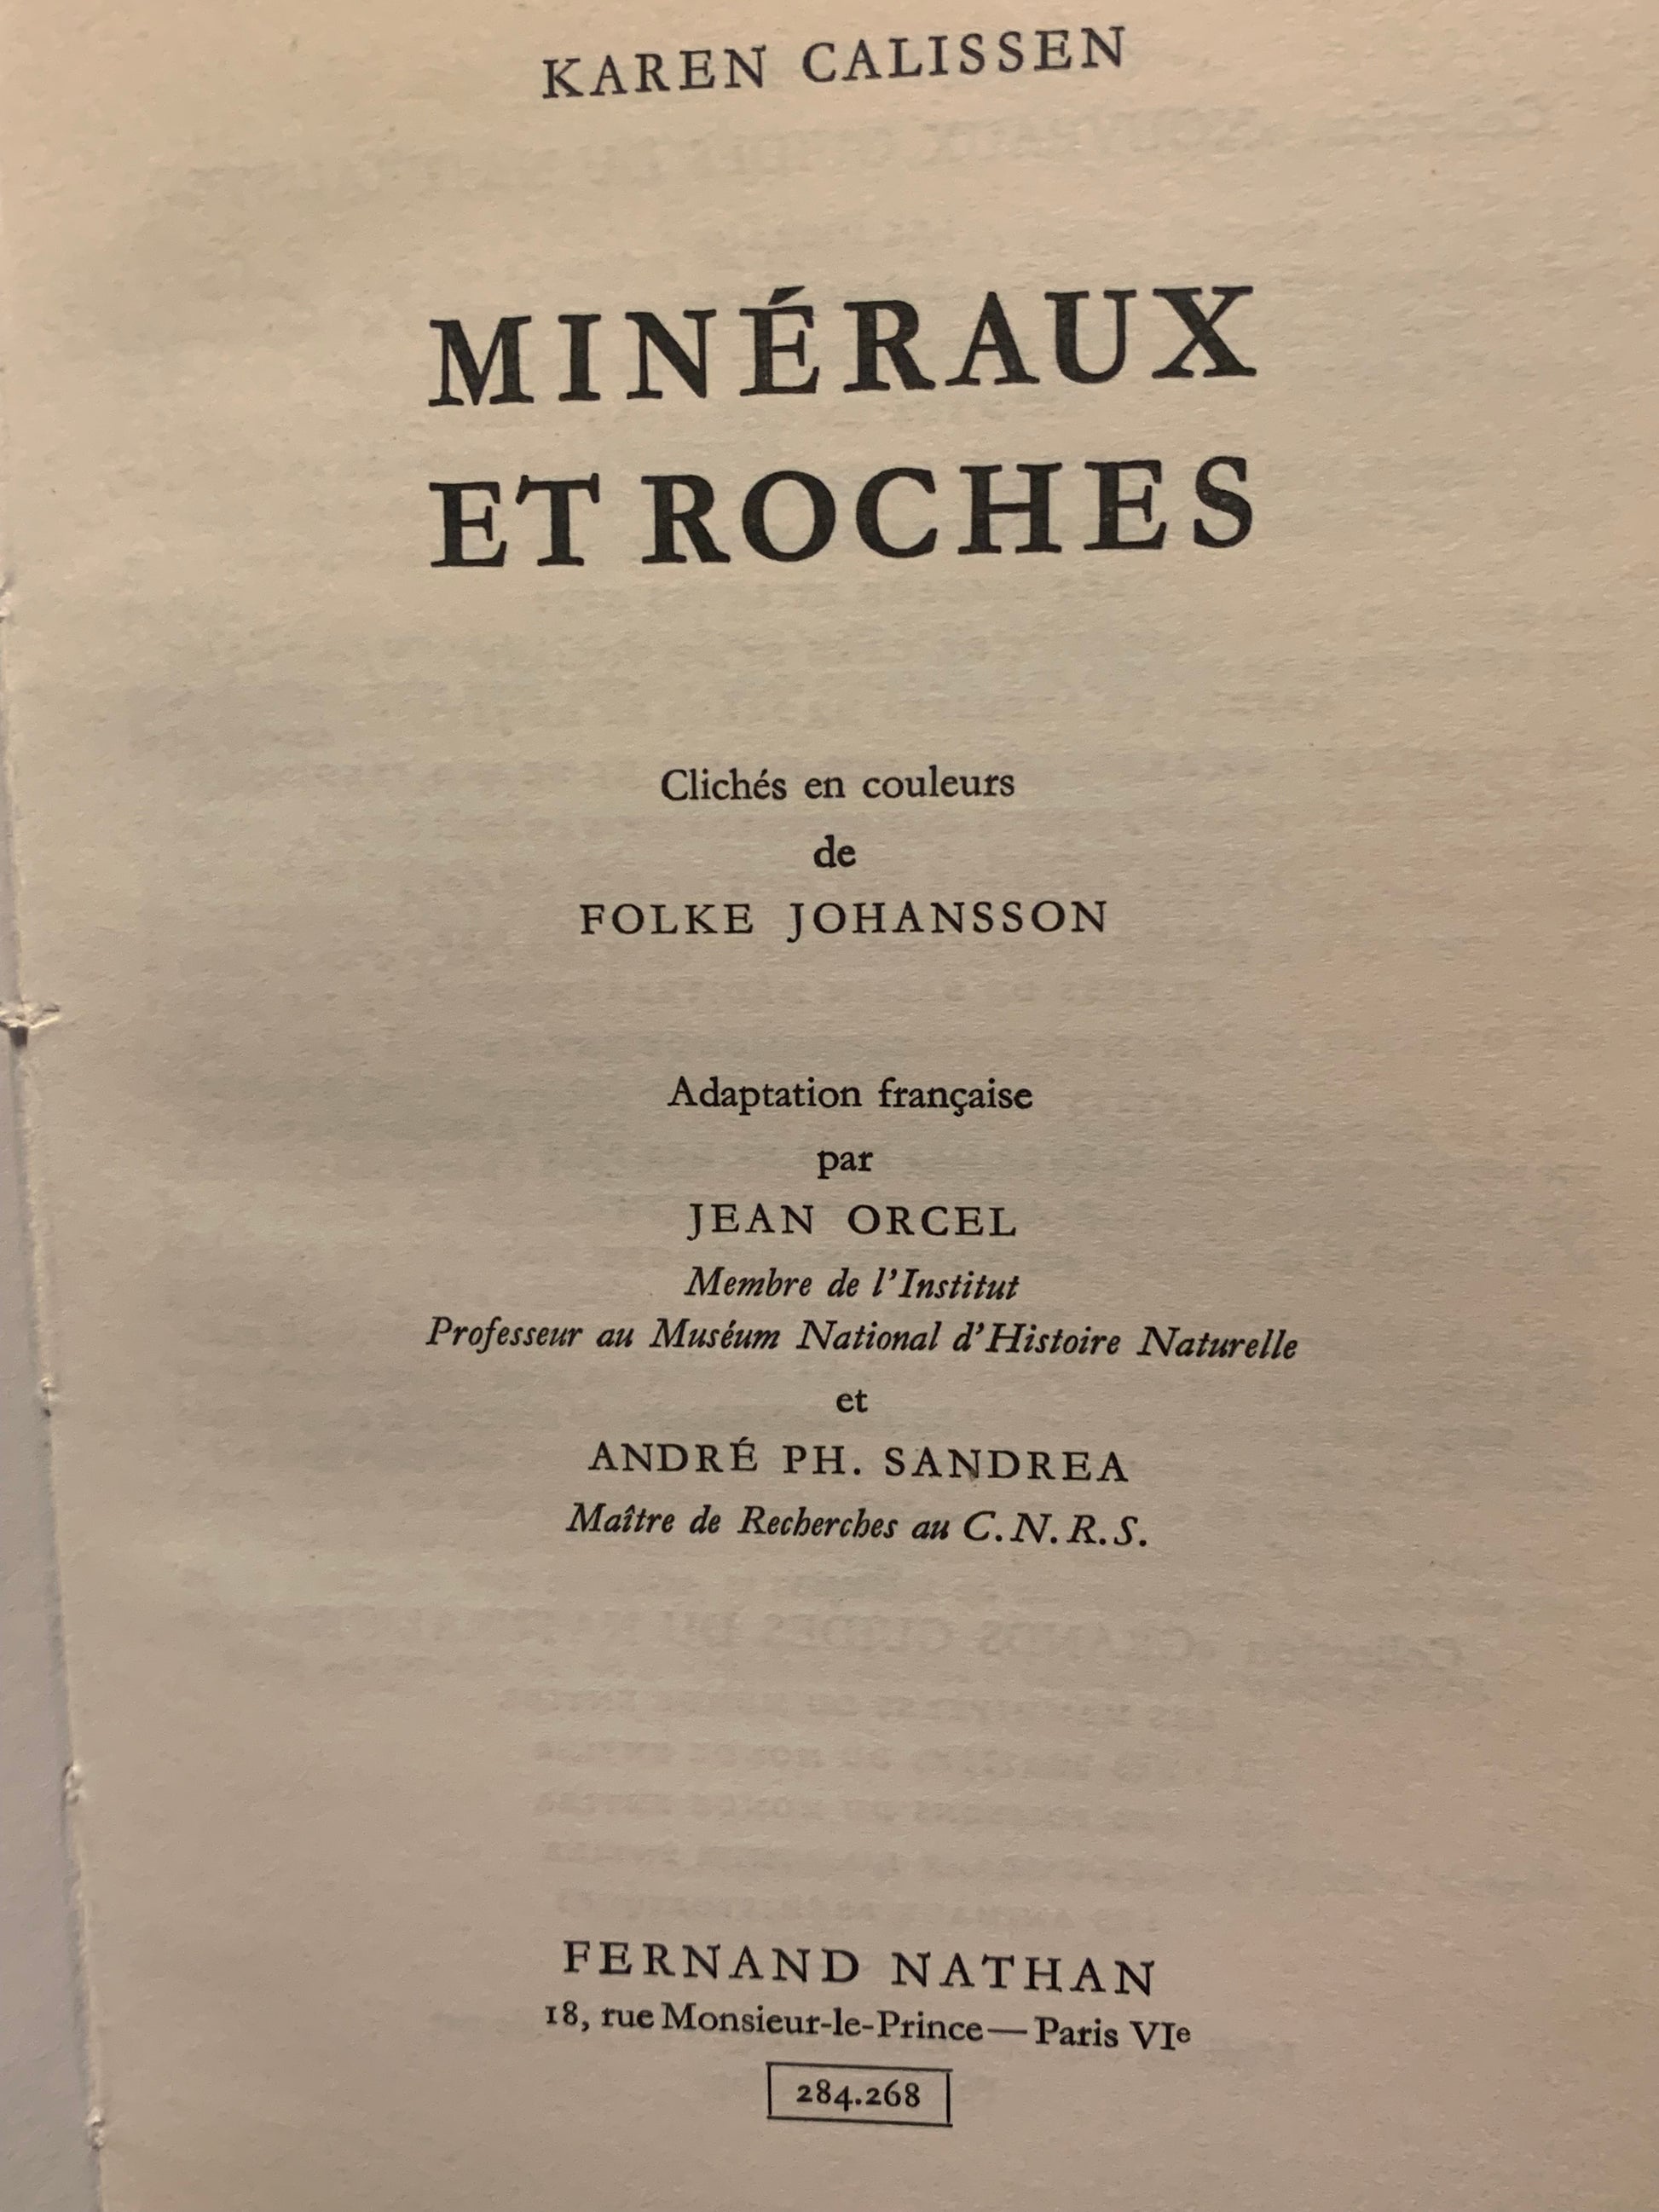 KAREN CALISSEN
MINÉRAUX
ET ROCHES
Clichés en couleurs
de
FOLKE JOHANSSON
Adaptation française
par
JEAN ORCEL
Membre de l'Institut
Professeur au Muséum National d'Histoire Naturelle
et
ANDRÉ PH. SANDREA
Maître de Recherches au C.N.R.S.
FERNAND NATHAN
18, rue Monsieur-le-Prince — Paris VIe
284.268